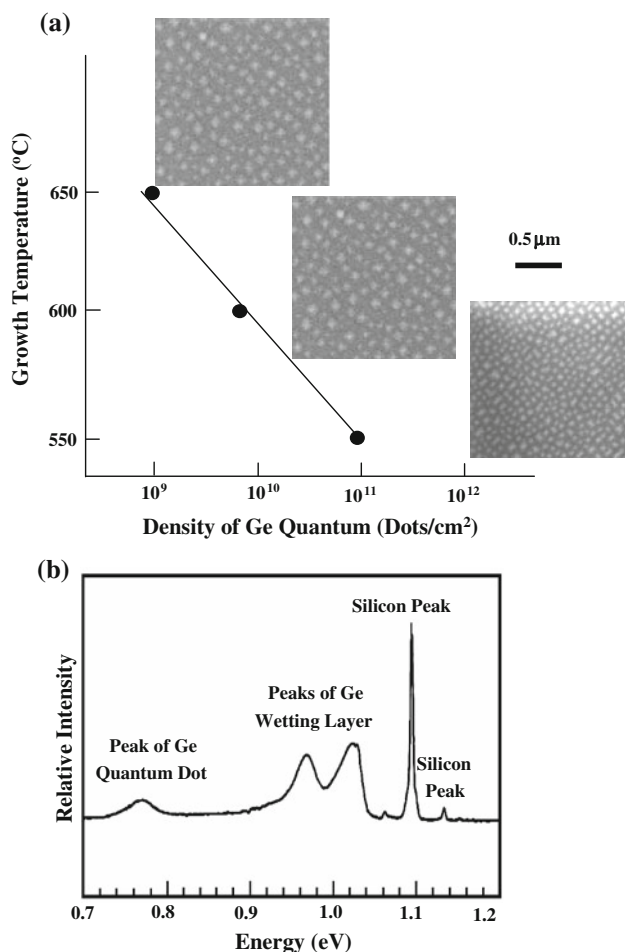 (a)
Growth Temperature (ºC)
650
600
550
0.5 μm
10⁹
10¹⁰
10¹¹
10¹²
Density of Ge Quantum (Dots/cm²)
(b)
Relative Intensity
Silicon Peak
Peaks of Ge
Wetting Layer
Peak of Ge
Quantum Dot
Silicon
Peak
0.7
0.8
0.9
1.0
1.1
1.2
Energy (eV)